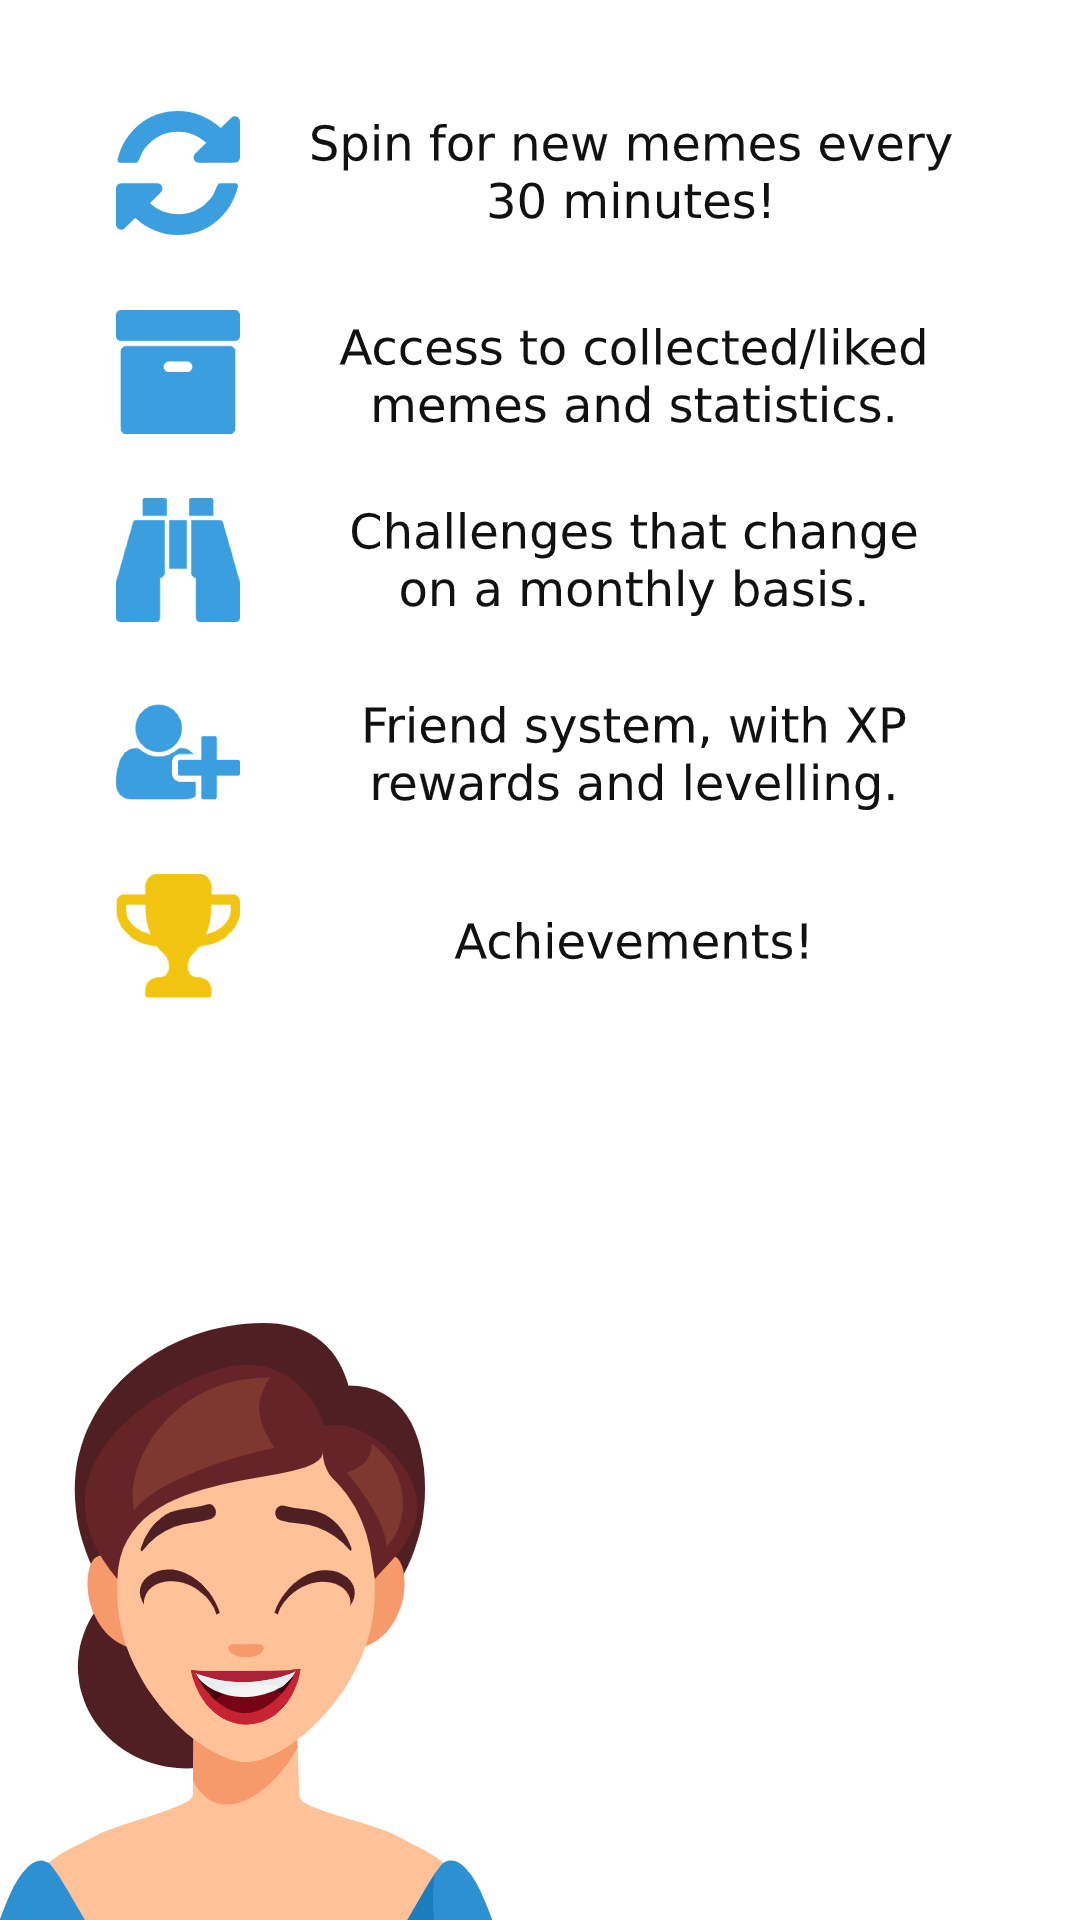 Spin for new memes every
30 minutes!
Access to collected/liked
memes and statistics.
Challenges that change
on a monthly basis.
Friend system, with XP
rewards and levelling.
Achievements!